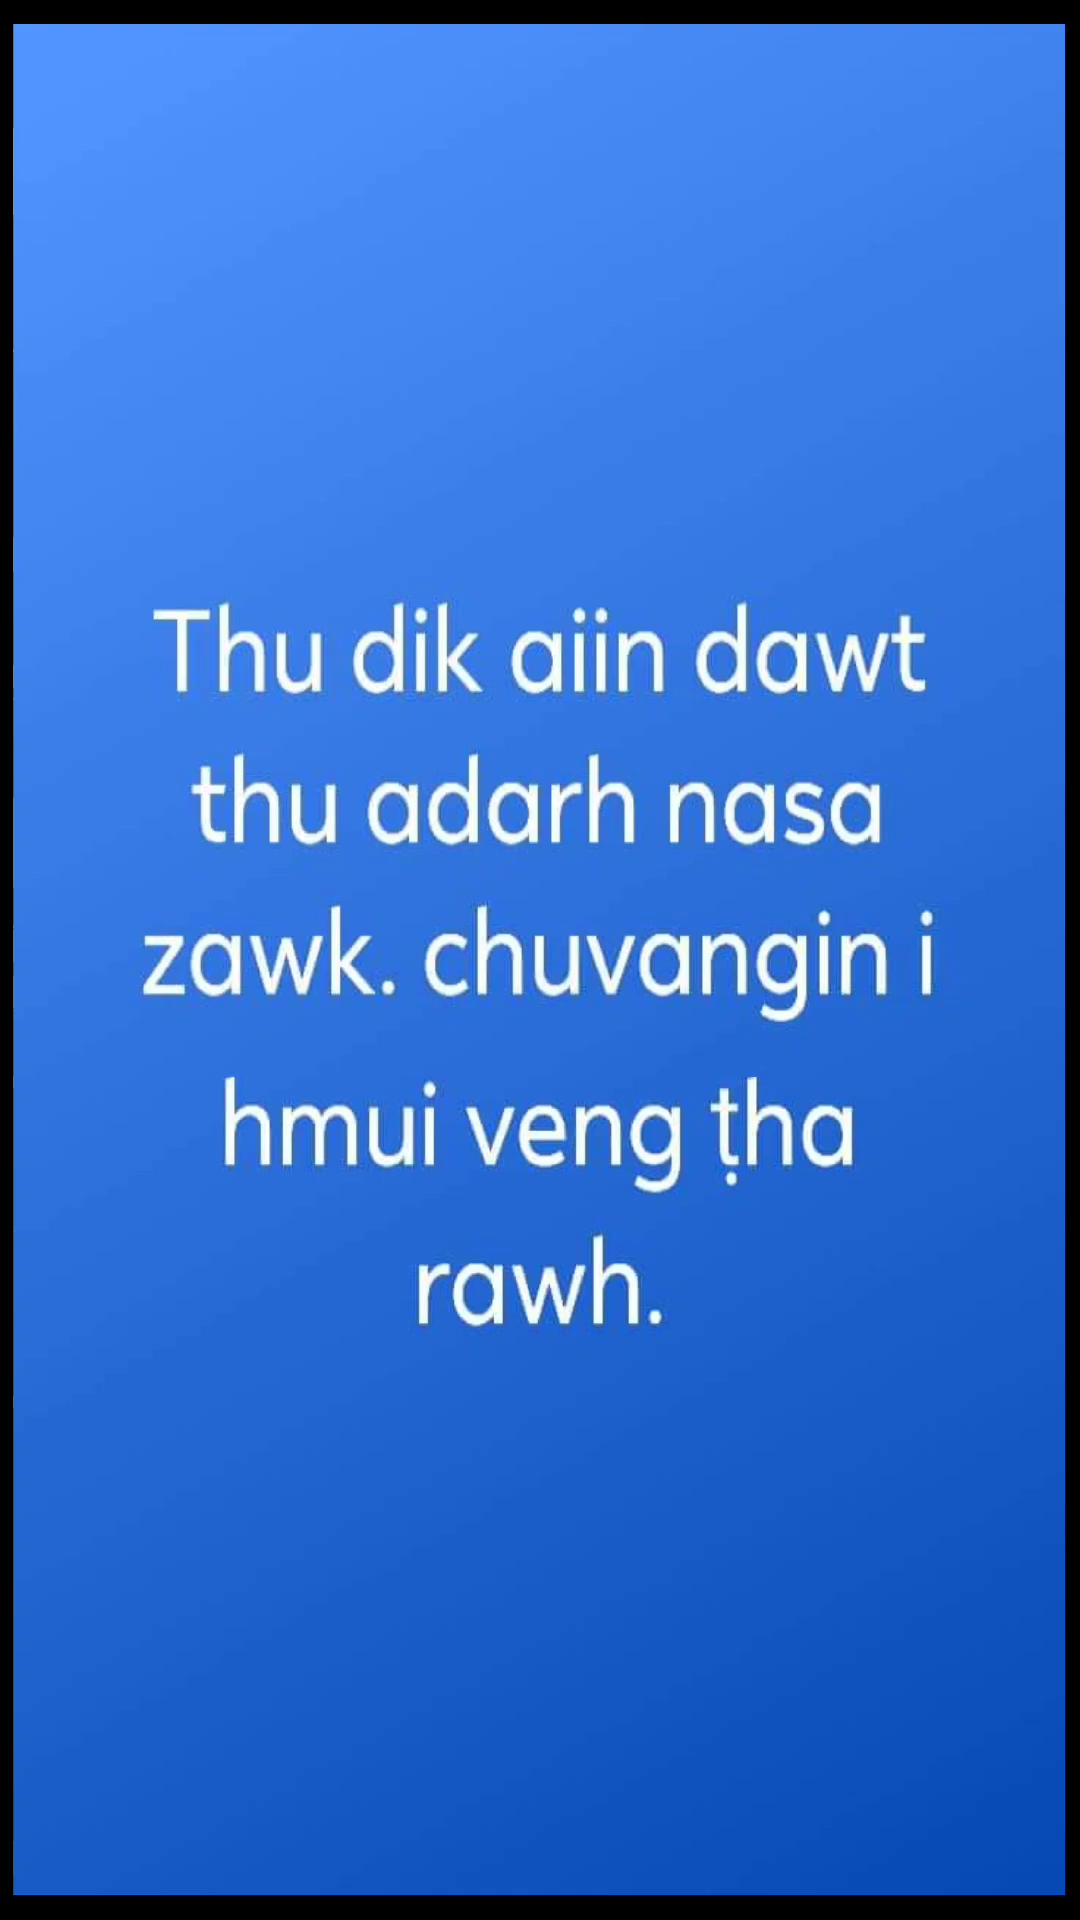 Thu dik aiin dawt
thu adarh nasa
zawk. chuvangin i
hmui veng ṭha
rawh.